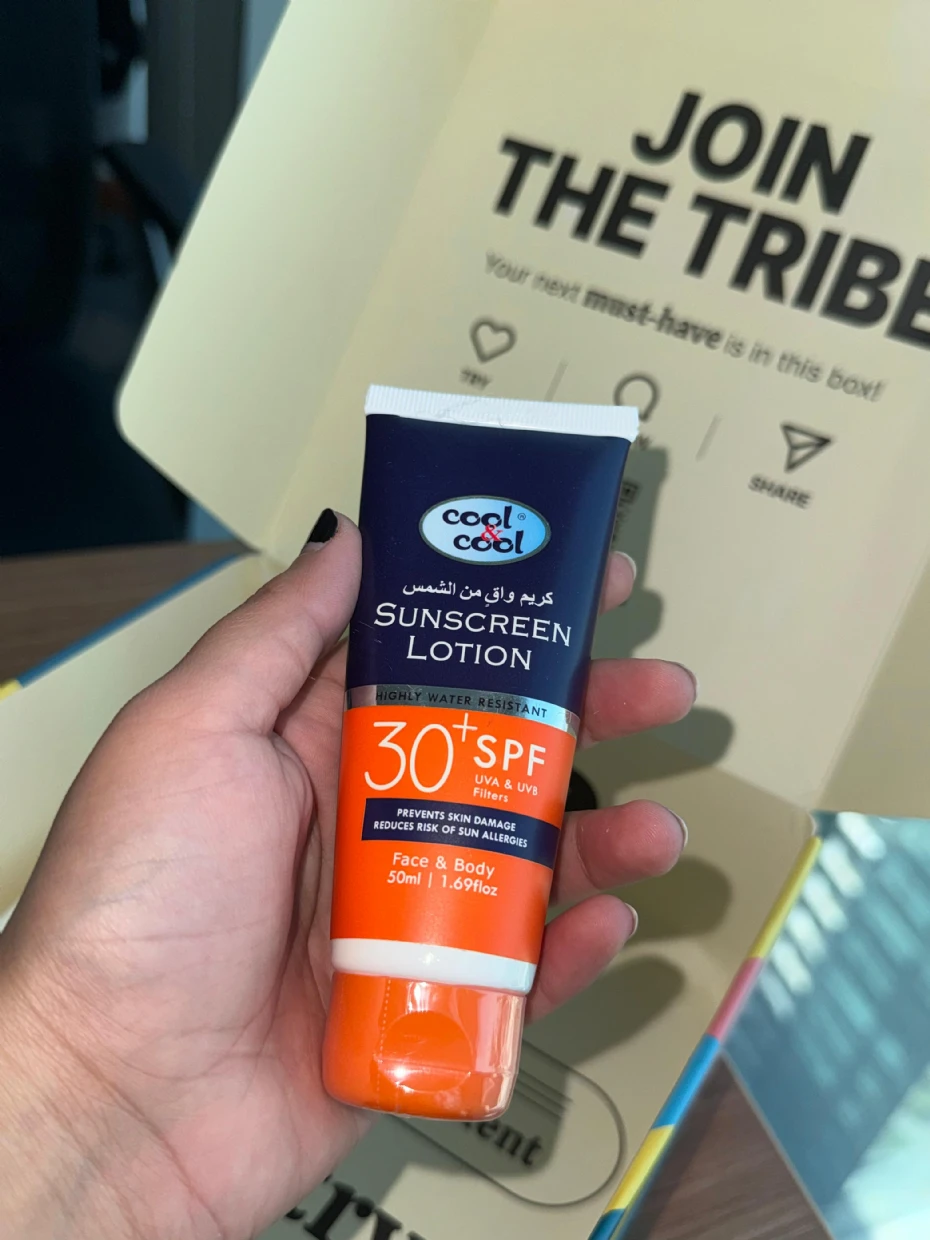 JOIN
THE TRIBE
Your next must-have is in this box!
TRY
SHARE
cool®
&
cool
كريم واقٍ من الشمس
SUNSCREEN
LOTION
HIGHLY WATER RESISTANT
30+ SPF
UVA & UVB
Filters
PREVENTS SKIN DAMAGE
REDUCES RISK OF SUN ALLERGIES
Face & Body
50ml | 1.69floz